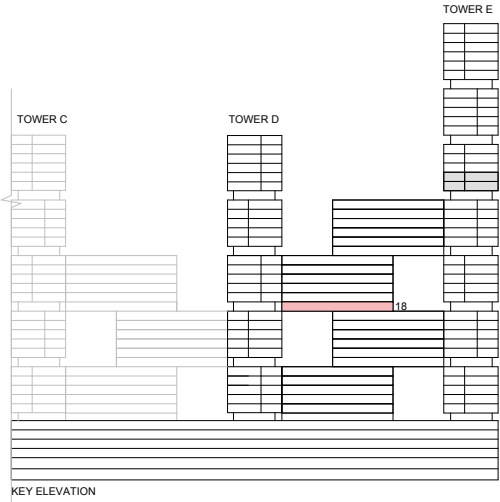 TOWER E
TOWER C
TOWER D
18
KEY ELEVATION